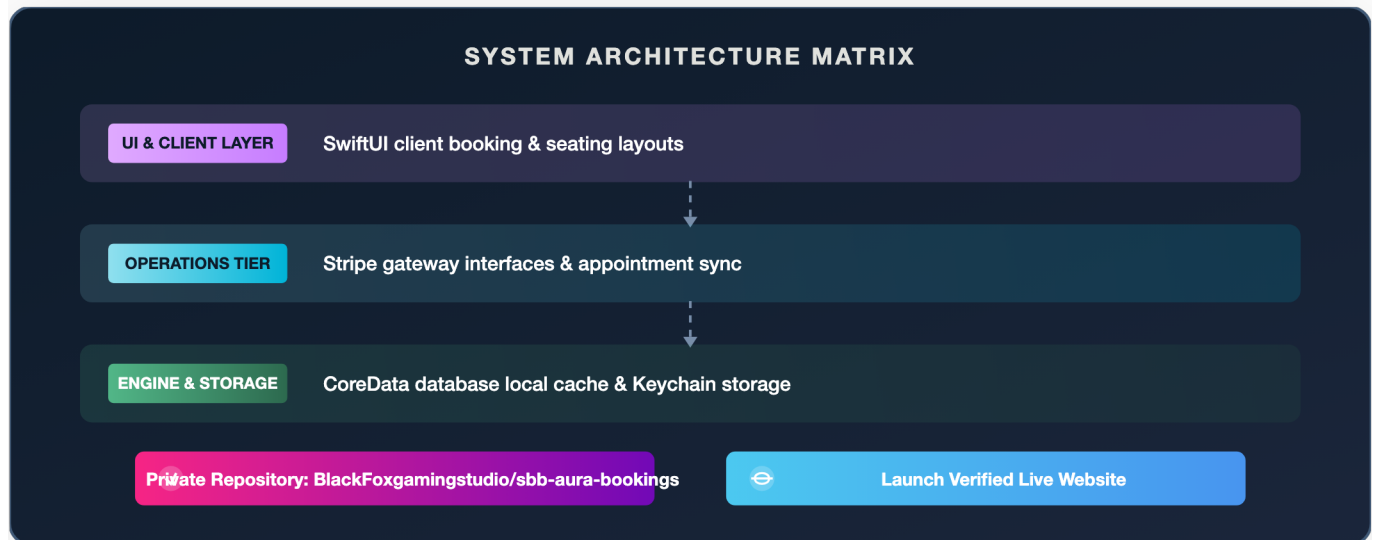 SYSTEM ARCHITECTURE MATRIX
UI & CLIENT LAYER
SwiftUI client booking & seating layouts
OPERATIONS TIER
Stripe gateway interfaces & appointment sync
ENGINE & STORAGE
CoreData database local cache & Keychain storage
Private Repository: BlackFoxgamingstudio/sbb-aura-bookings
Launch Verified Live Website